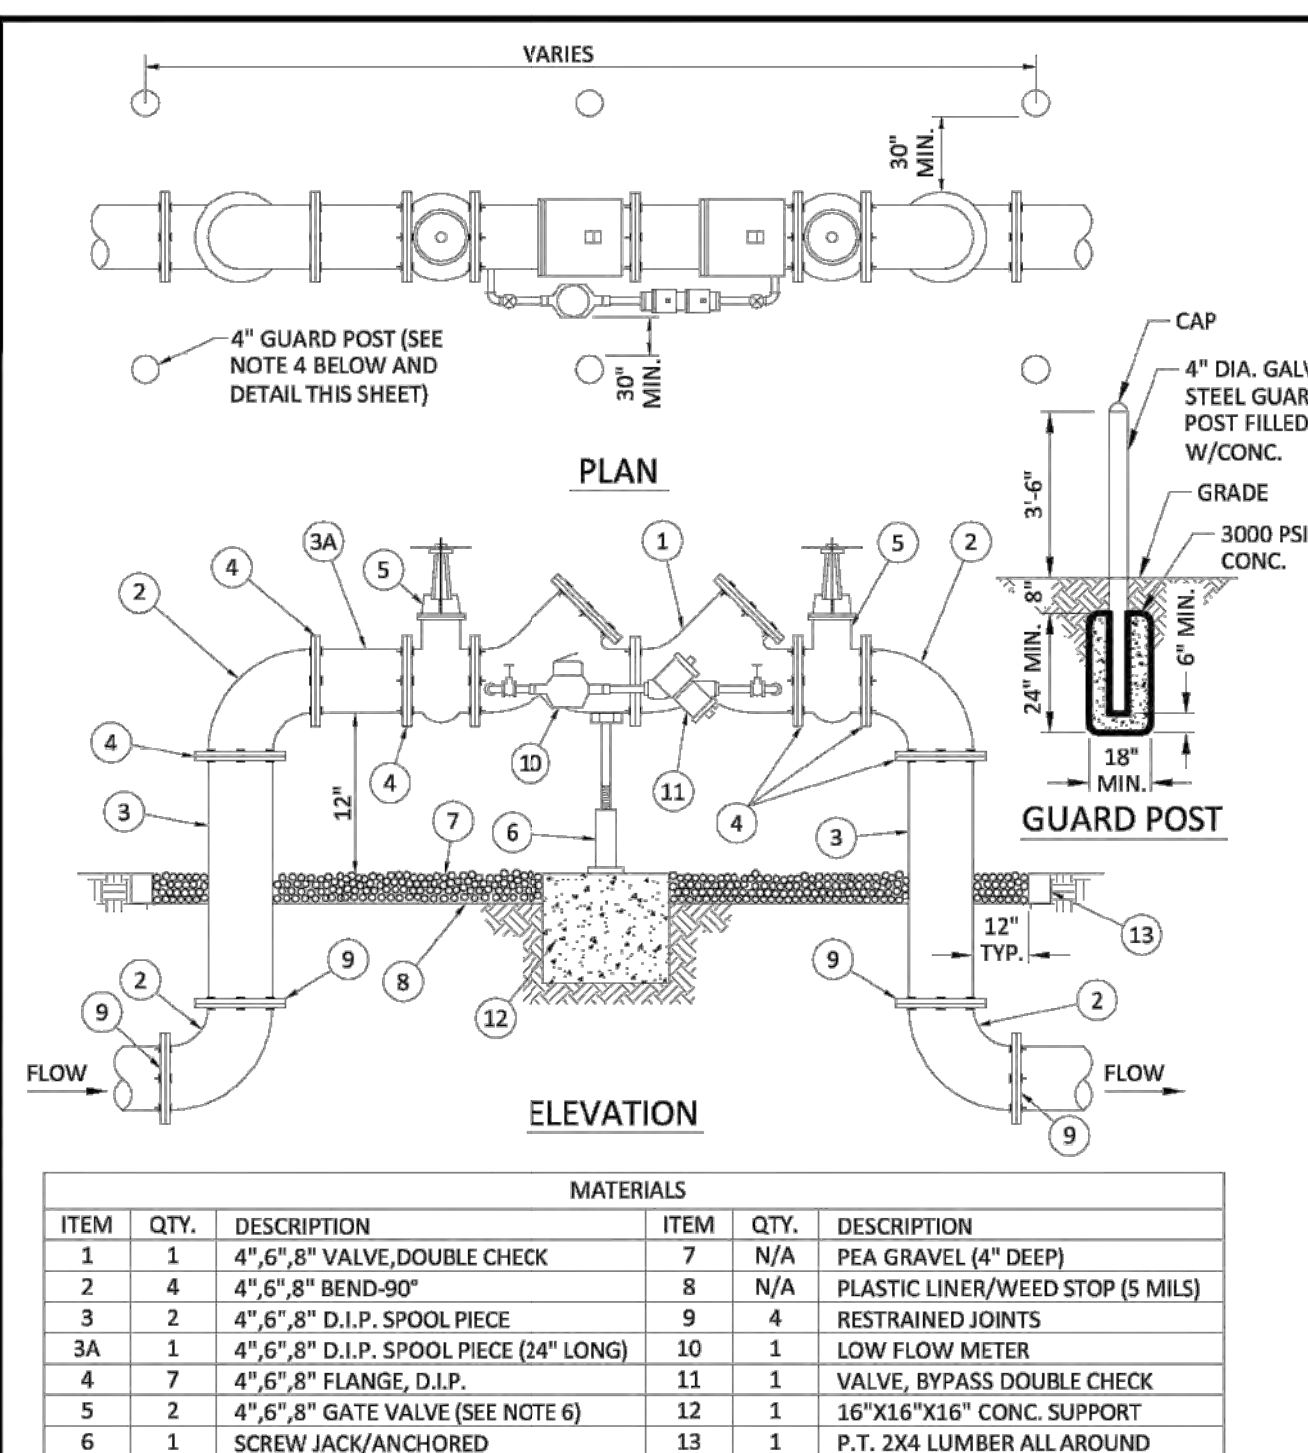 VARIES
30"
MIN.
4" GUARD POST (SEE
NOTE 4 BELOW AND
DETAIL THIS SHEET)
30"
MIN.
PLAN
CAP
4" DIA. GALV
STEEL GUAR
POST FILLED
W/CONC.
3'-6"
GRADE
3000 PSI
CONC.
8"
24" MIN.
6" MIN.
18"
MIN.
GUARD POST
3A
1
5
2
4
5
2
4
10
4
11
4
3
12"
7
6
4
3
12"
TYP.
13
9
9
2
8
2
9
12
FLOW
FLOW
ELEVATION
9
MATERIALS
ITEM QTY. DESCRIPTION ITEM QTY. DESCRIPTION
1 1 4",6",8" VALVE,DOUBLE CHECK 7 N/A PEA GRAVEL (4" DEEP)
2 4 4",6",8" BEND-90° 8 N/A PLASTIC LINER/WEED STOP (5 MILS)
3 2 4",6",8" D.I.P. SPOOL PIECE 9 4 RESTRAINED JOINTS
3A 1 4",6",8" D.I.P. SPOOL PIECE (24" LONG) 10 1 LOW FLOW METER
4 7 4",6",8" FLANGE, D.I.P. 11 1 VALVE, BYPASS DOUBLE CHECK
5 2 4",6",8" GATE VALVE (SEE NOTE 6) 12 1 16"X16"X16" CONC. SUPPORT
6 1 SCREW JACK/ANCHORED 13 1 P.T. 2X4 LUMBER ALL AROUND